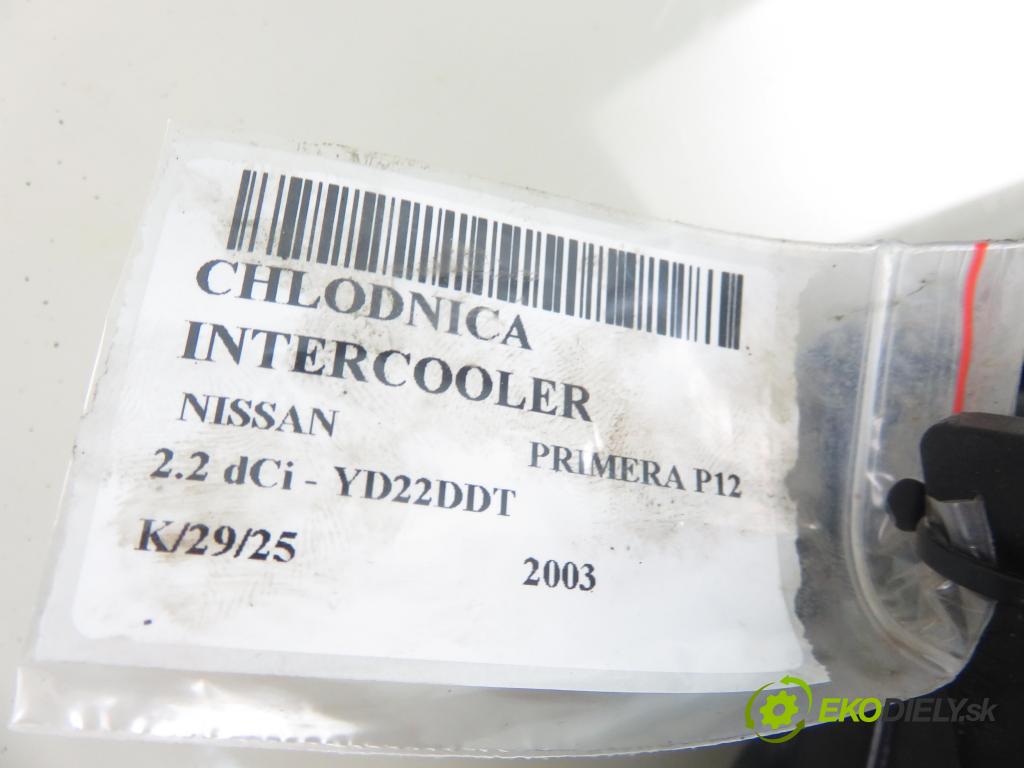 CHLODNICA
INTERCOOLER
NISSAN PRIMERA P12
2.2 dCi - YD22DDT
K/29/25 2003
EKODIELY.sk